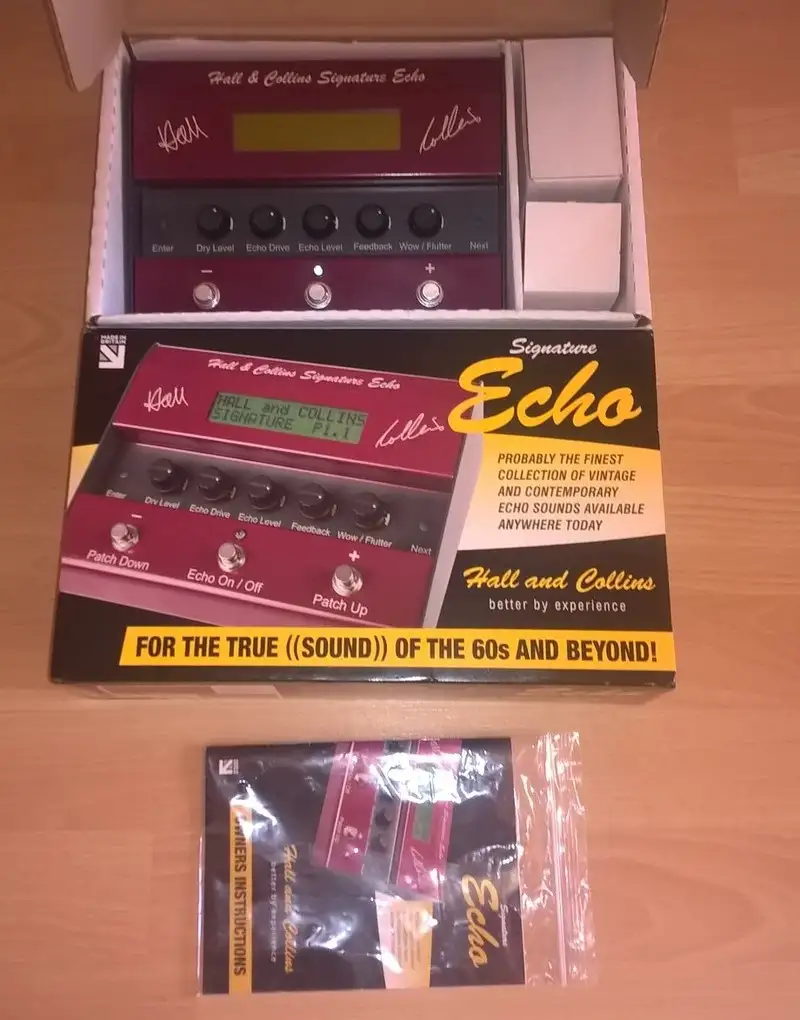 Hall & Collins Signature Echo
Hall
Collins
Enter
Dry Level
Echo Drive
Echo Level
Feedback
Wow / Flutter
Next
−
+
MADE IN
BRITAIN
Signature
Echo
Hall & Collins Signature Echo
Hall
HALL and COLLINS
SIGNATURE P1.1
Collins
PROBABLY THE FINEST
COLLECTION OF VINTAGE
AND CONTEMPORARY
ECHO SOUNDS AVAILABLE
ANYWHERE TODAY
Enter
Dry Level
Echo Drive
Echo Level
Feedback
Wow / Flutter
Next
−
+
Patch Down
Echo On / Off
Patch Up
Hall and Collins
better by experience
FOR THE TRUE ((SOUND)) OF THE 60s AND BEYOND!
Signature
Echo
Hall and Collins
better by experience
OWNERS INSTRUCTIONS